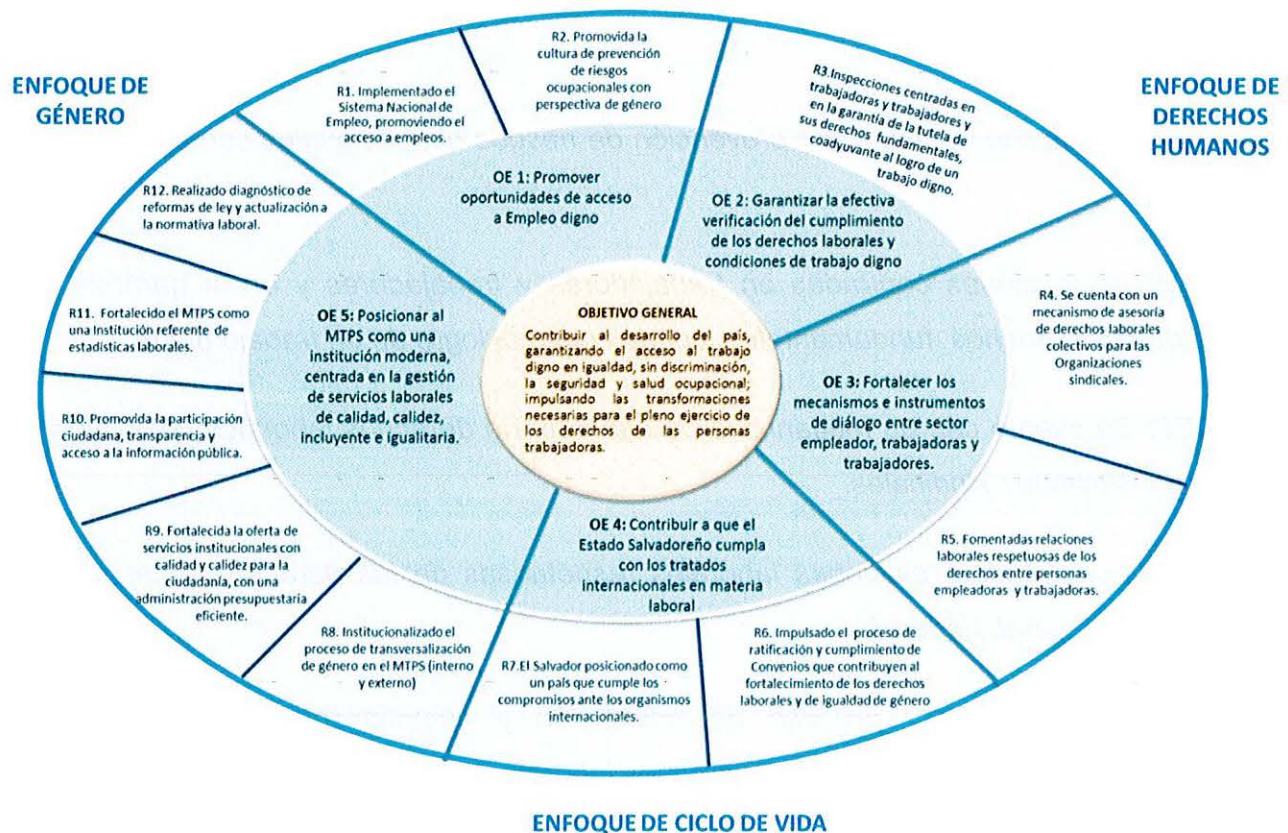 ENFOQUE DE
GÉNERO
ENFOQUE DE
DERECHOS
HUMANOS
R1. Implementado el
Sistema Nacional de
Empleo, promoviendo el
acceso a empleos.
R2. Promovida la
cultura de prevención
de riesgos
ocupacionales con
perspectiva de género
R3.Inspecciones centradas en
trabajadoras y trabajadores y
en la garantía de la tutela de
sus derechos fundamentales,
coadyuvante al logro de un
trabajo digno.
R4. Se cuenta con un
mecanismo de asesoría
de derechos laborales
colectivos para las
Organizaciones
sindicales.
R5. Fomentadas relaciones
laborales respetuosas de los
derechos entre personas
empleadoras y trabajadoras.
R6. Impulsado el proceso de
ratificación y cumplimiento de
Convenios que contribuyen al
fortalecimiento de los derechos
laborales y de igualdad de género
R7.El Salvador posicionado como
un país que cumple los
compromisos ante los organismos
internacionales.
R8. Institucionalizado el
proceso de transversalización
de género en el MTPS (interno
y externo)
R9. Fortalecida la oferta de
servicios institucionales con
calidad y calidez para la
ciudadanía, con una
administración presupuestaria
eficiente.
R10. Promovida la participación
ciudadana, transparencia y
acceso a la información pública.
R11. Fortalecido el MTPS como
una Institución referente de
estadísticas laborales.
R12. Realizado diagnóstico de
reformas de ley y actualización a
la normativa laboral.
OE 1: Promover
oportunidades de acceso
a Empleo digno
OE 2: Garantizar la efectiva
verificación del cumplimiento
de los derechos laborales y
condiciones de trabajo digno
OE 3: Fortalecer los
mecanismos e instrumentos
de diálogo entre sector
empleador, trabajadoras y
trabajadores.
OE 4: Contribuir a que el
Estado Salvadoreño cumpla
con los tratados
internacionales en materia
laboral
OE 5: Posicionar al
MTPS como una
institución moderna,
centrada en la gestión
de servicios laborales
de calidad, calidez,
incluyente e igualitaria.
OBJETIVO GENERAL
Contribuir al desarrollo del país,
garantizando el acceso al trabajo
digno en igualdad, sin discriminación,
la seguridad y salud ocupacional;
impulsando las transformaciones
necesarias para el pleno ejercicio de
los derechos de las personas
trabajadoras.
ENFOQUE DE CICLO DE VIDA